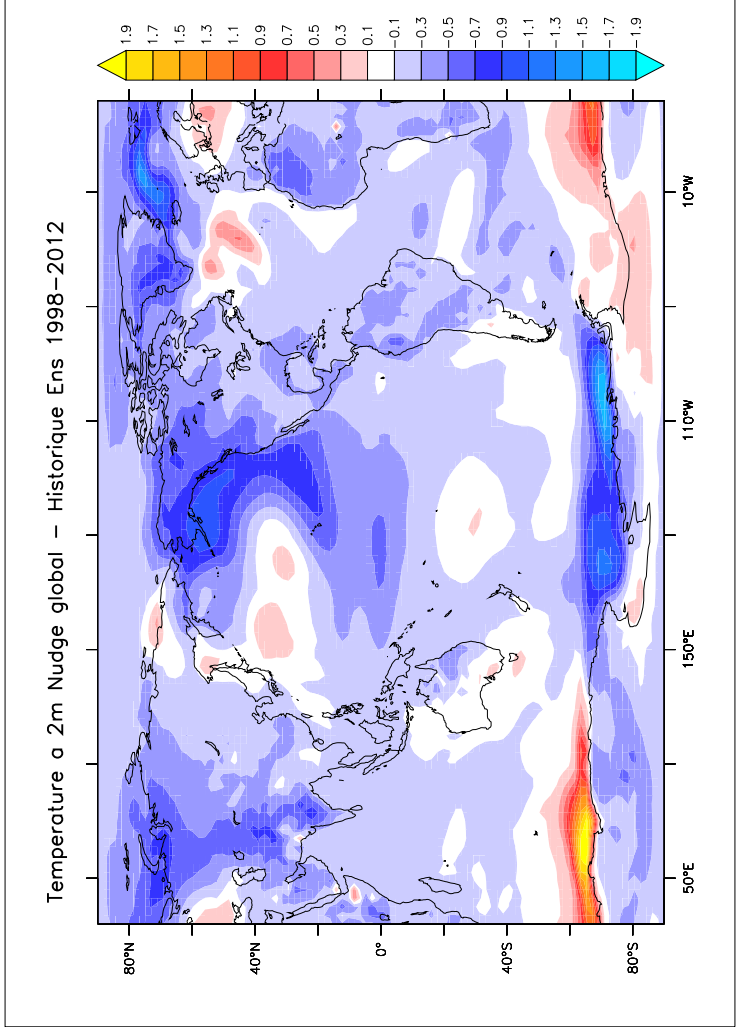 Temperature a 2m Nudge global − Historique Ens 1998−2012
1.9
1.7
1.5
1.3
1.1
0.9
0.7
0.5
0.3
0.1
−0.1
−0.3
−0.5
−0.7
−0.9
−1.1
−1.3
−1.5
−1.7
−1.9
80°N
40°N
0°
40°S
80°S
50°E
150°E
110°W
10°W